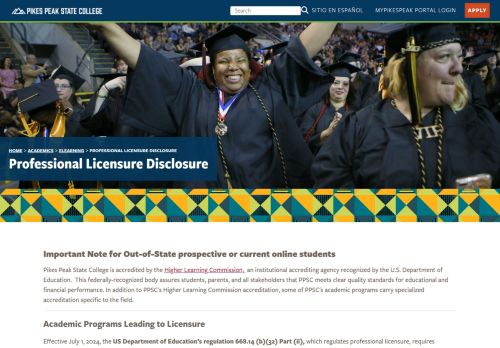 PIKES PEAK STATE COLLEGE
Search
SITIO EN ESPAÑOL
MYPIKESPEAK PORTAL LOGIN
APPLY
HOME > ACADEMICS > ELEARNING > PROFESSIONAL LICENSURE DISCLOSURE
Professional Licensure Disclosure
Important Note for Out-of-State prospective or current online students
Pikes Peak State College is accredited by the Higher Learning Commission, an institutional accrediting agency recognized by the U.S. Department of
Education. This federally-recognized body assures students, parents, and all stakeholders that PPSC meets clear quality standards for educational and
financial performance. In addition to PPSC's Higher Learning Commission accreditation, some of PPSC's academic programs carry specialized
accreditation specific to the field.
Academic Programs Leading to Licensure
Effective July 1, 2024, the US Department of Education's regulation 668.14 (b)(32) Part (ii), which regulates professional licensure, requires